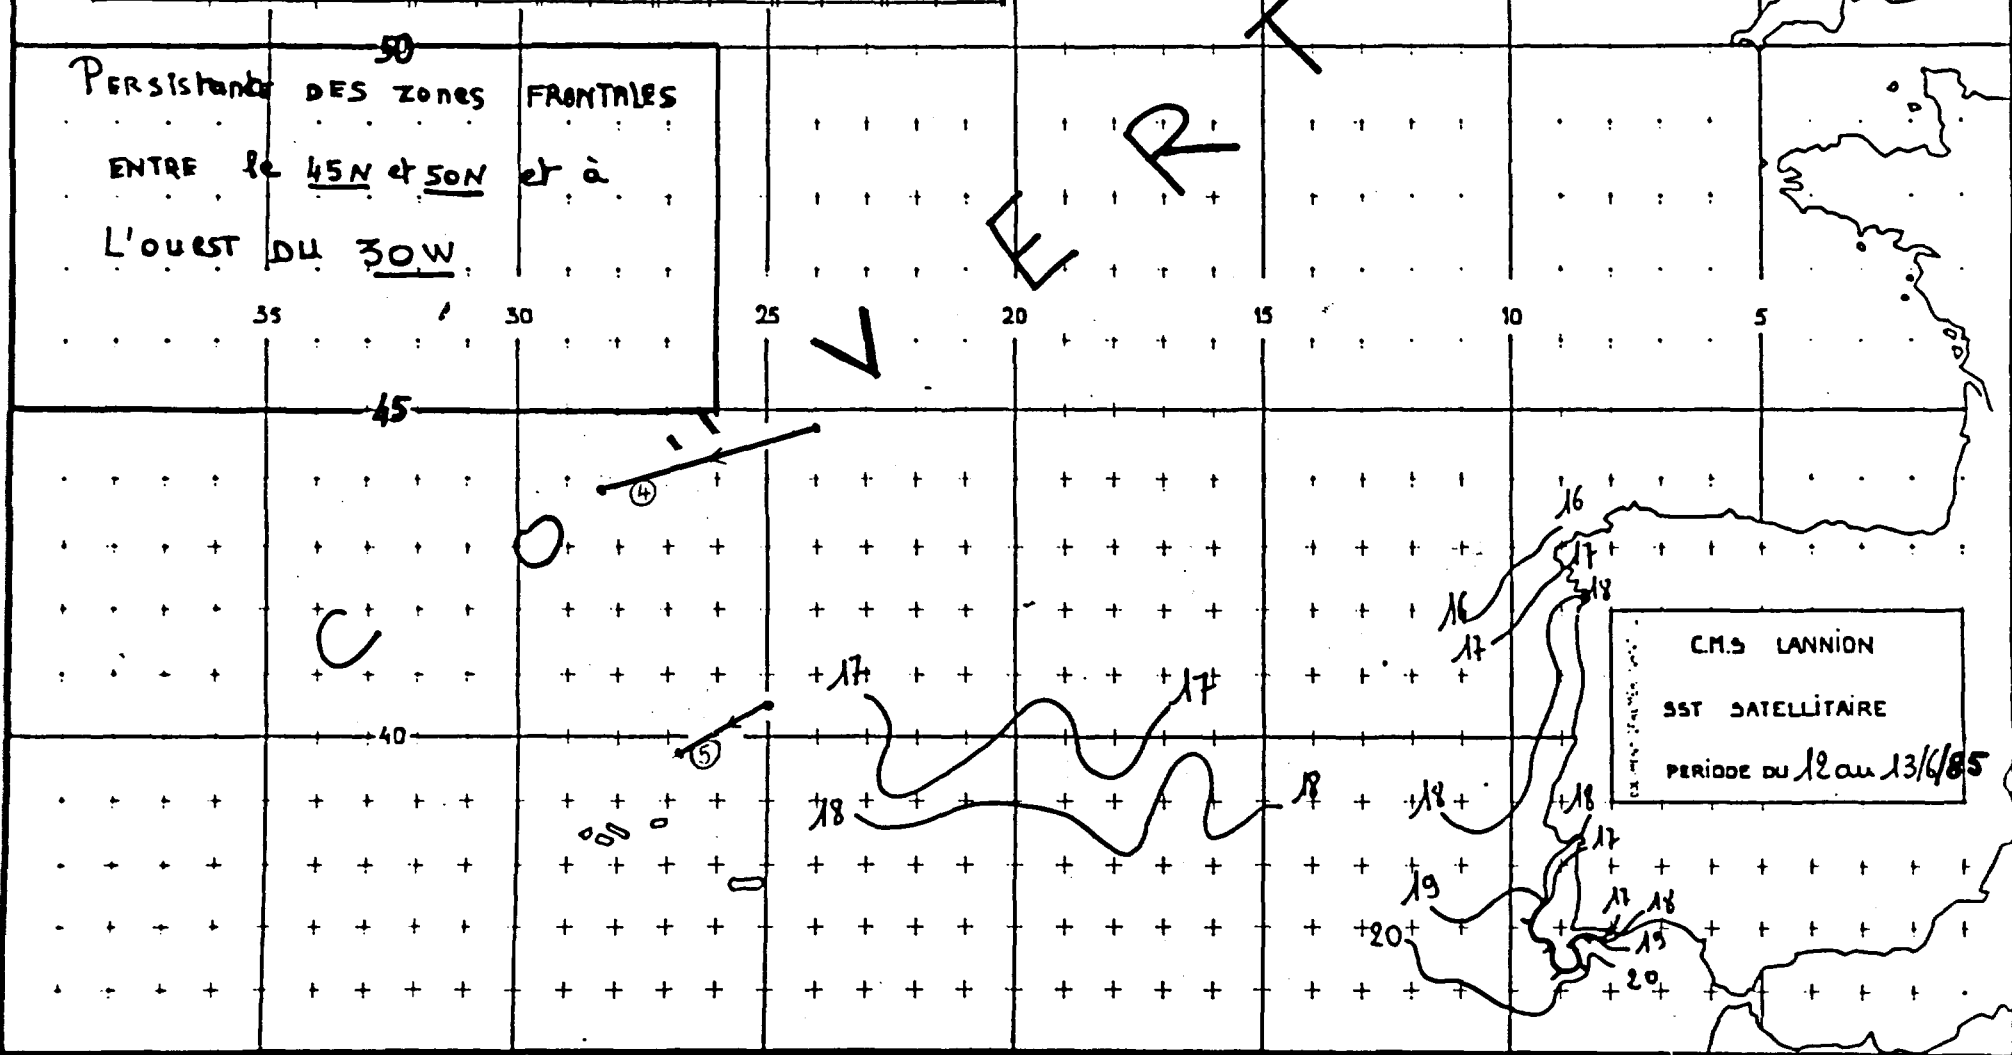 50
PERSistance DES zones FRONTALES
ENTRE le 45N et 50N et à
L'OUEST DU 30W
35 30 25 20 15 10 5
C O U V E R T
45
4
16
17
18
16
17
C.M.S LANNION
SST SATELLITAIRE
PERIODE DU 12 au 13/6/85
17 17
40
5
18 18 18 18
17
19
17 18
20 19
20